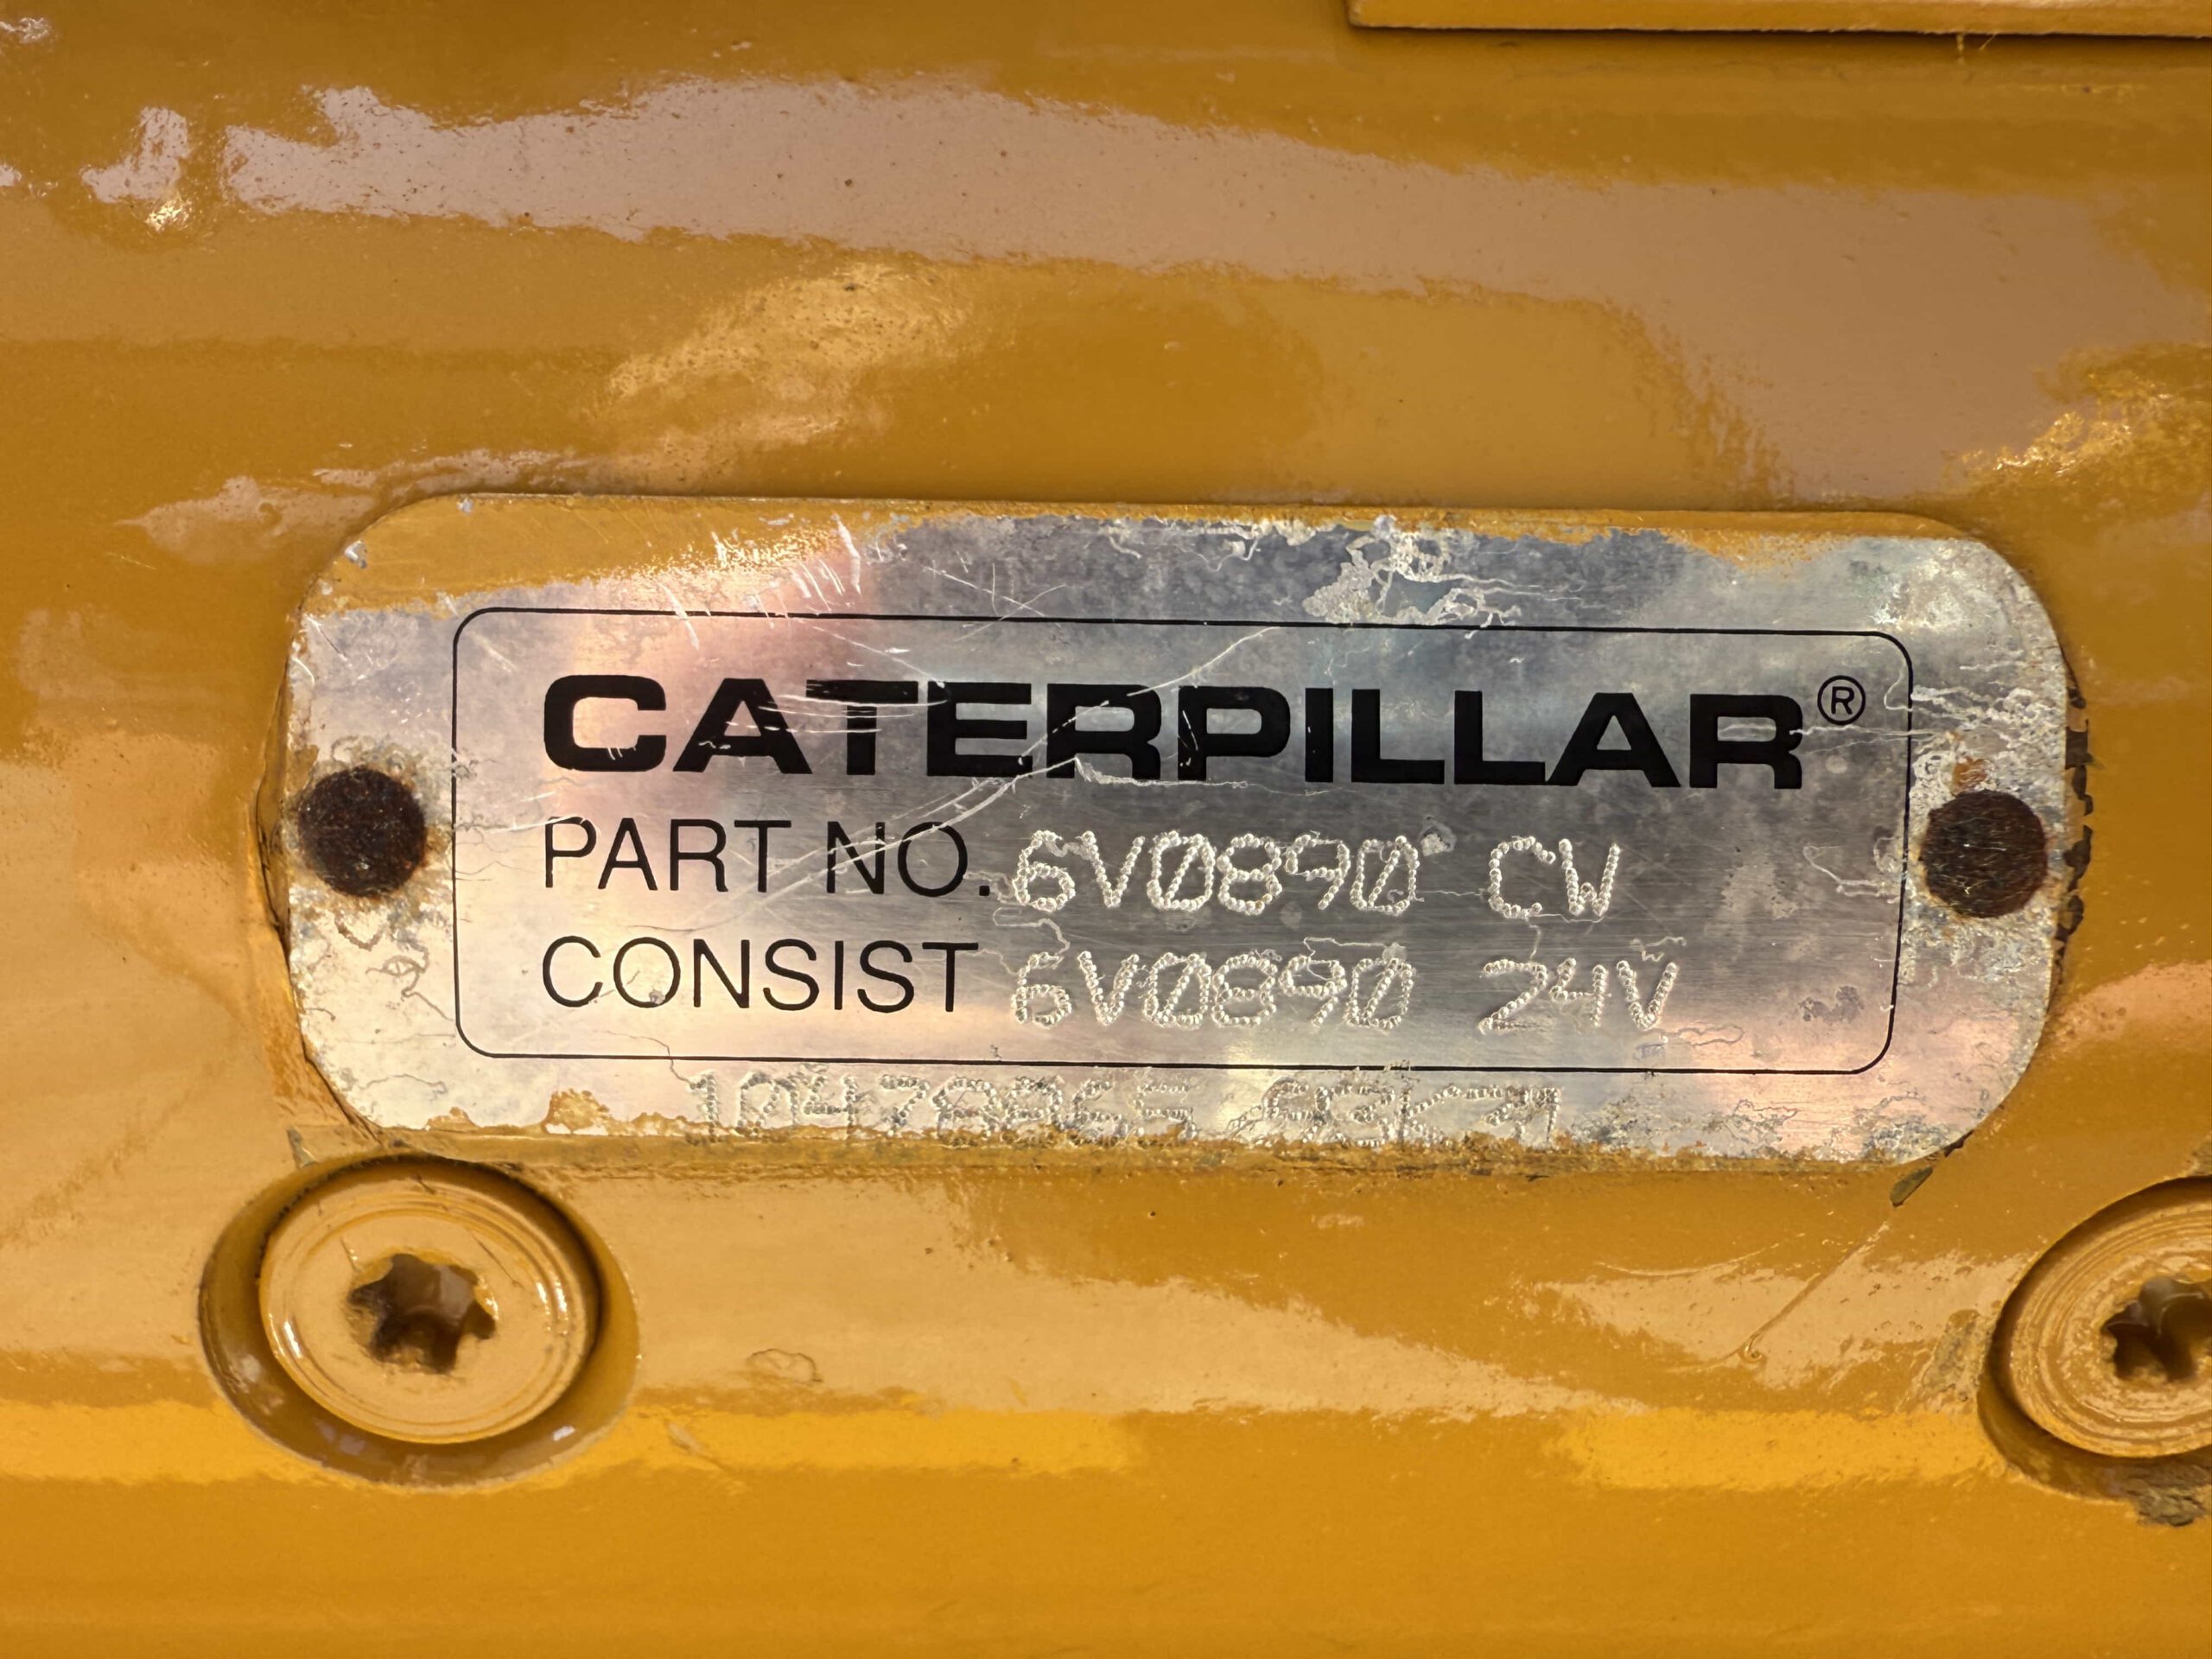 CATERPILLAR®
PART NO. 6V0890 CW
CONSIST 6V0890 24V